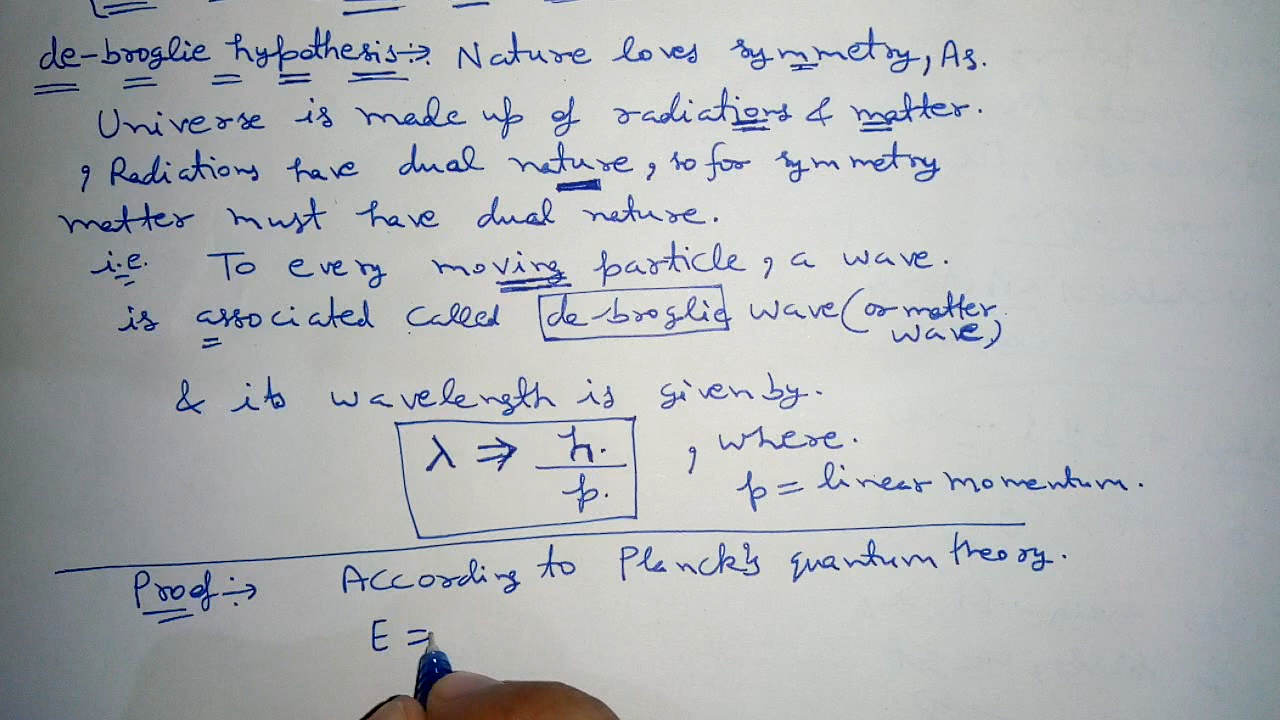 de-broglie hypothesis:→ Nature loves symmetry, As.
Universe is made up of radiations & matter.
, Radiations have dual nature, so for symmetry
matter must have dual nature.
i.e. To every moving particle, a wave.
is associated called de-broglie wave (or matter
wave)
& its wavelength is given by.
λ ⇒ h. / p. , where.
p = linear momentum.
Proof:→ According to Planck's quantum theory.
E =